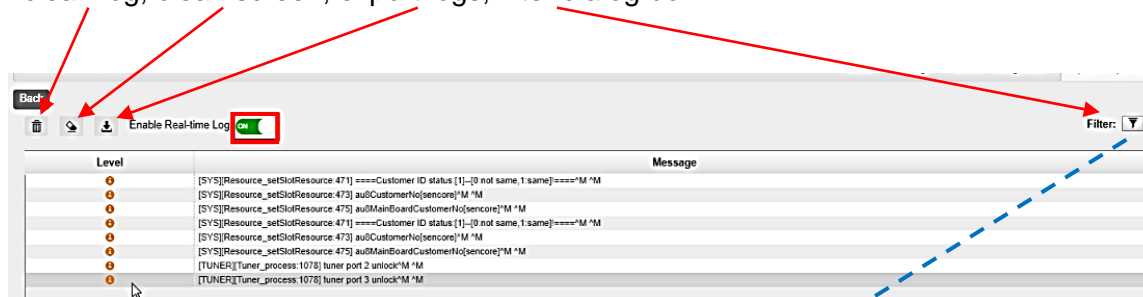 Back
Enable Real-time Log ON Filter:
Level Message
[SYS][Resource_setSlotResource:471] ====Customer ID status:[1]--[0:not same,1:same]!====^M ^M
[SYS][Resource_setSlotResource:473] au8CustomerNo[sencore]^M ^M
[SYS][Resource_setSlotResource:475] au8MainBoardCustomerNo[sencore]^M ^M
[SYS][Resource_setSlotResource:471] ====Customer ID status:[1]--[0:not same,1:same]!====^M ^M
[SYS][Resource_setSlotResource:473] au8CustomerNo[sencore]^M ^M
[SYS][Resource_setSlotResource:475] au8MainBoardCustomerNo[sencore]^M ^M
[TUNER][Tuner_process:1078] tuner port 2 unlock^M ^M
[TUNER][Tuner_process:1078] tuner port 3 unlock^M ^M